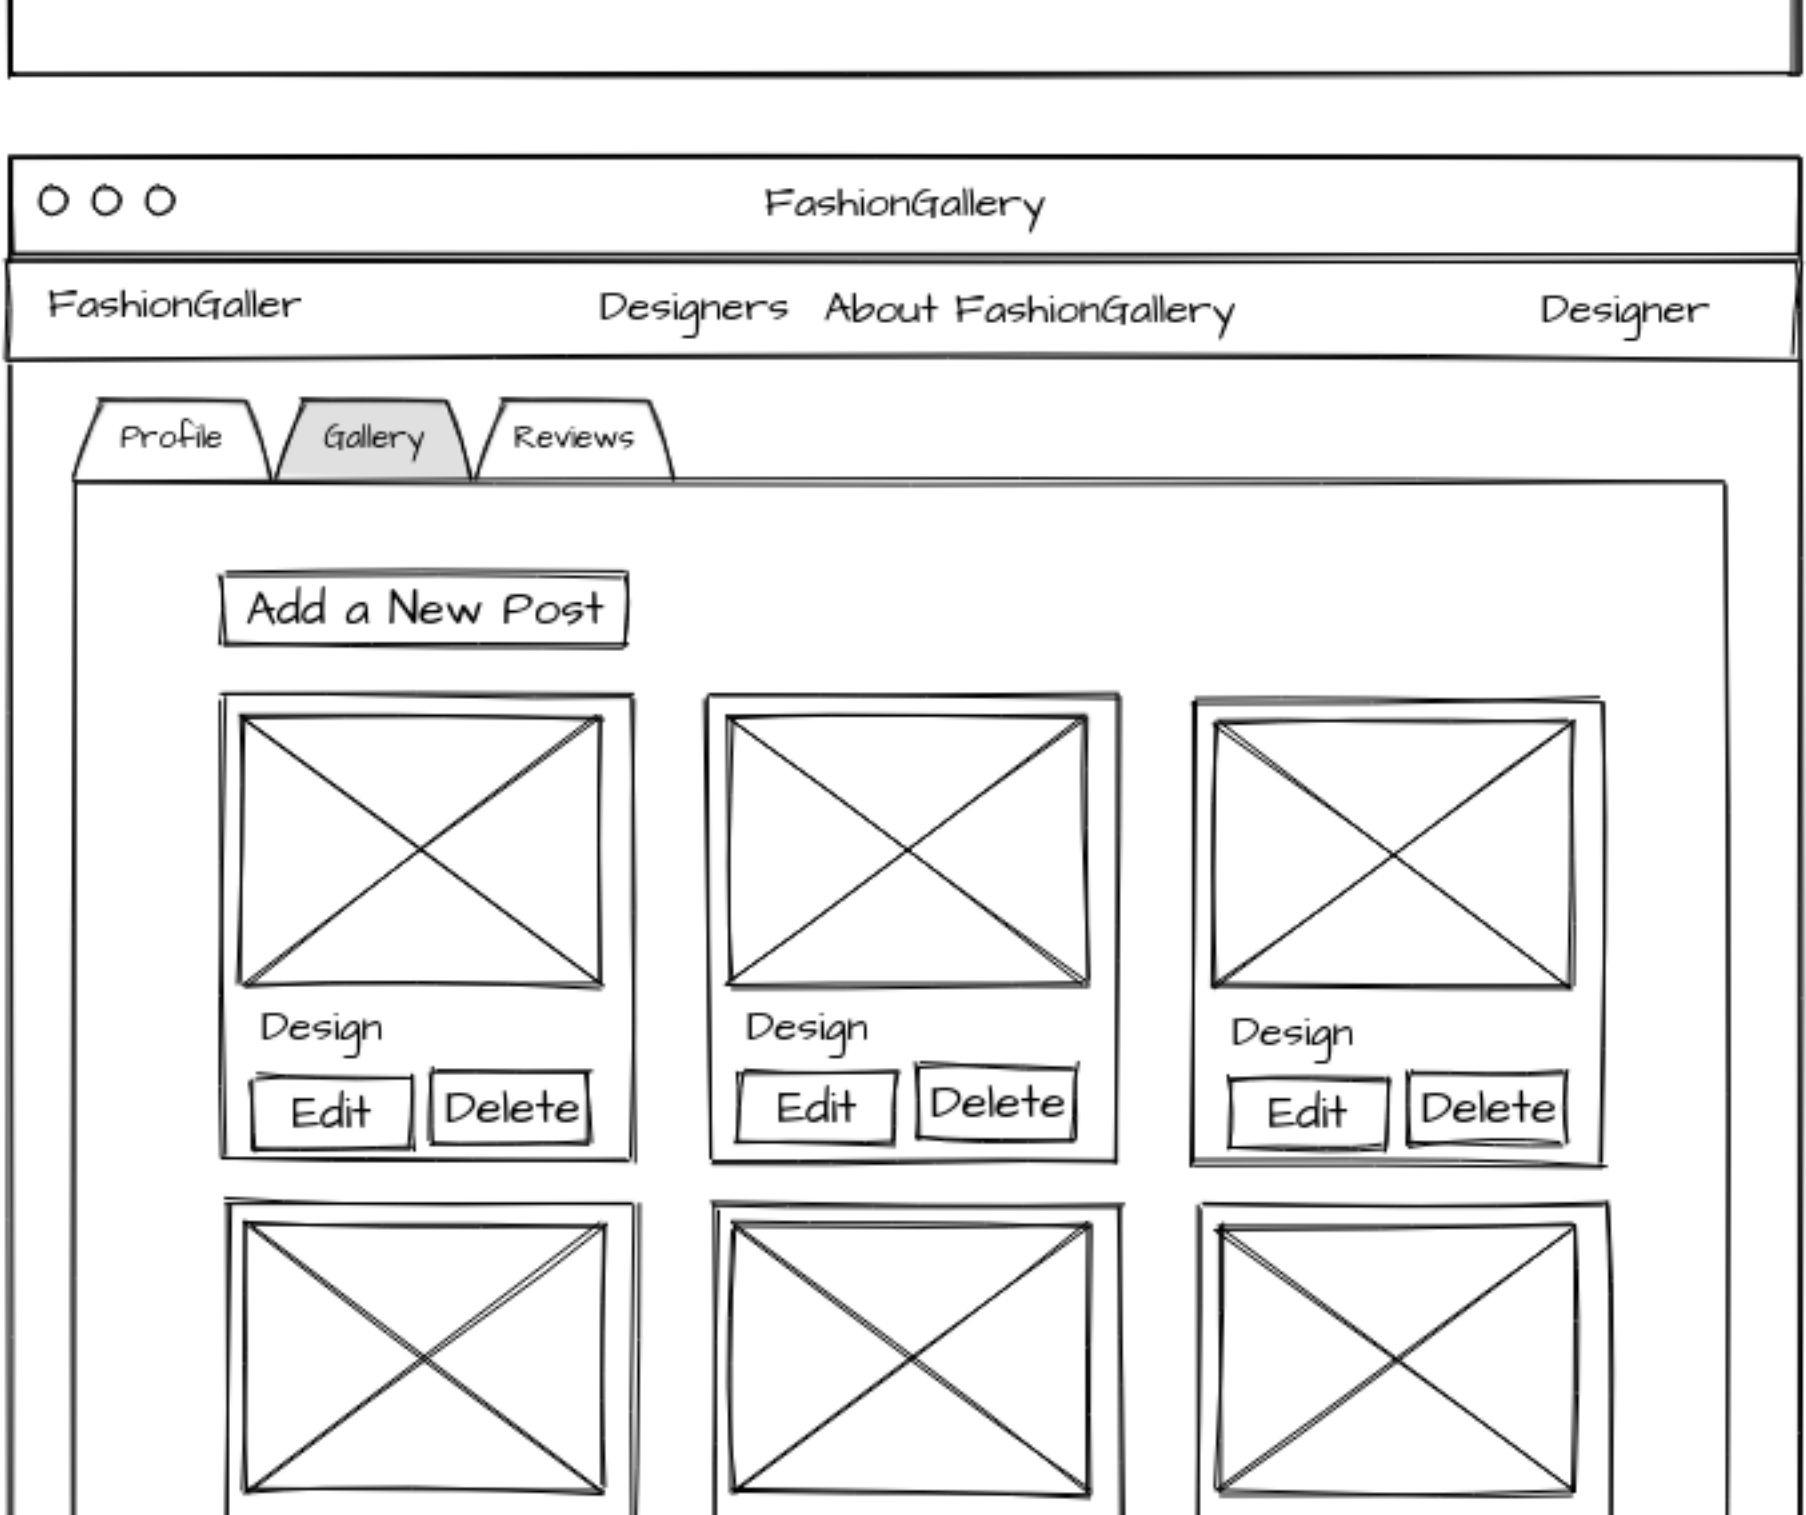 FashionGallery
FashionGaller Designers About FashionGallery Designer
Profile Gallery Reviews
Add a New Post
Design Design Design
Edit Delete Edit Delete Edit Delete